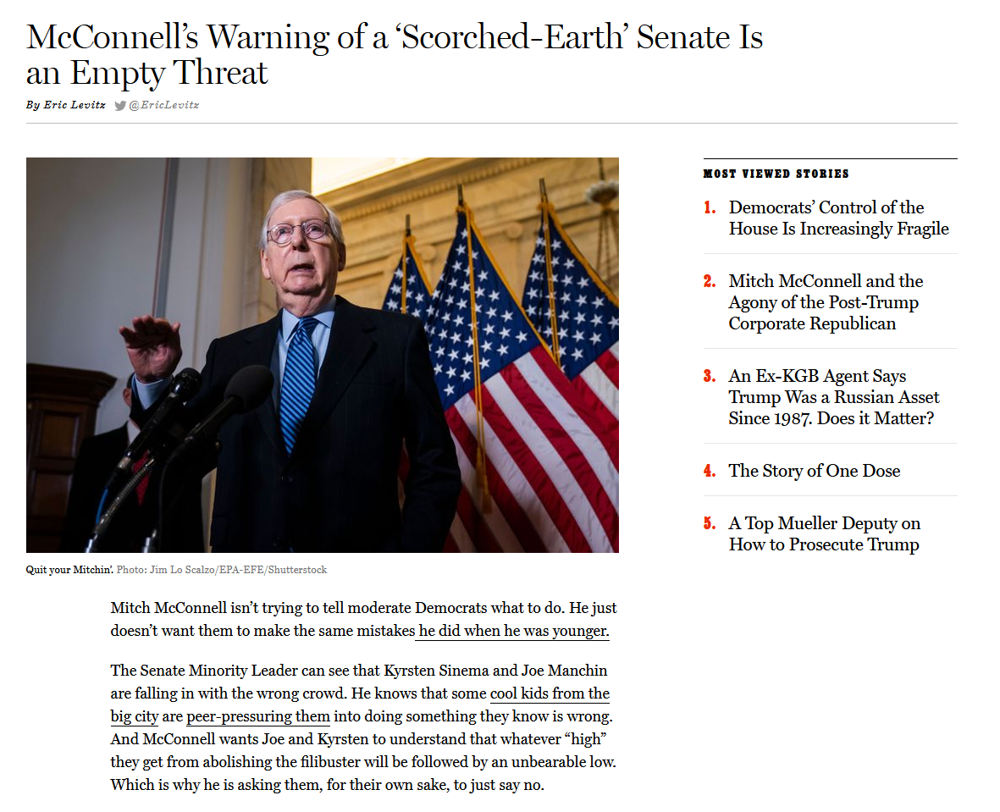 McConnell’s Warning of a ‘Scorched-Earth’ Senate Is
an Empty Threat
By Eric Levitz @EricLevitz
MOST VIEWED STORIES
1. Democrats’ Control of the
House Is Increasingly Fragile
2. Mitch McConnell and the
Agony of the Post-Trump
Corporate Republican
3. An Ex-KGB Agent Says
Trump Was a Russian Asset
Since 1987. Does it Matter?
4. The Story of One Dose
5. A Top Mueller Deputy on
How to Prosecute Trump
Quit your Mitchin’. Photo: Jim Lo Scalzo/EPA-EFE/Shutterstock
Mitch McConnell isn’t trying to tell moderate Democrats what to do. He just
doesn’t want them to make the same mistakes he did when he was younger.
The Senate Minority Leader can see that Kyrsten Sinema and Joe Manchin
are falling in with the wrong crowd. He knows that some cool kids from the
big city are peer-pressuring them into doing something they know is wrong.
And McConnell wants Joe and Kyrsten to understand that whatever “high”
they get from abolishing the filibuster will be followed by an unbearable low.
Which is why he is asking them, for their own sake, to just say no.